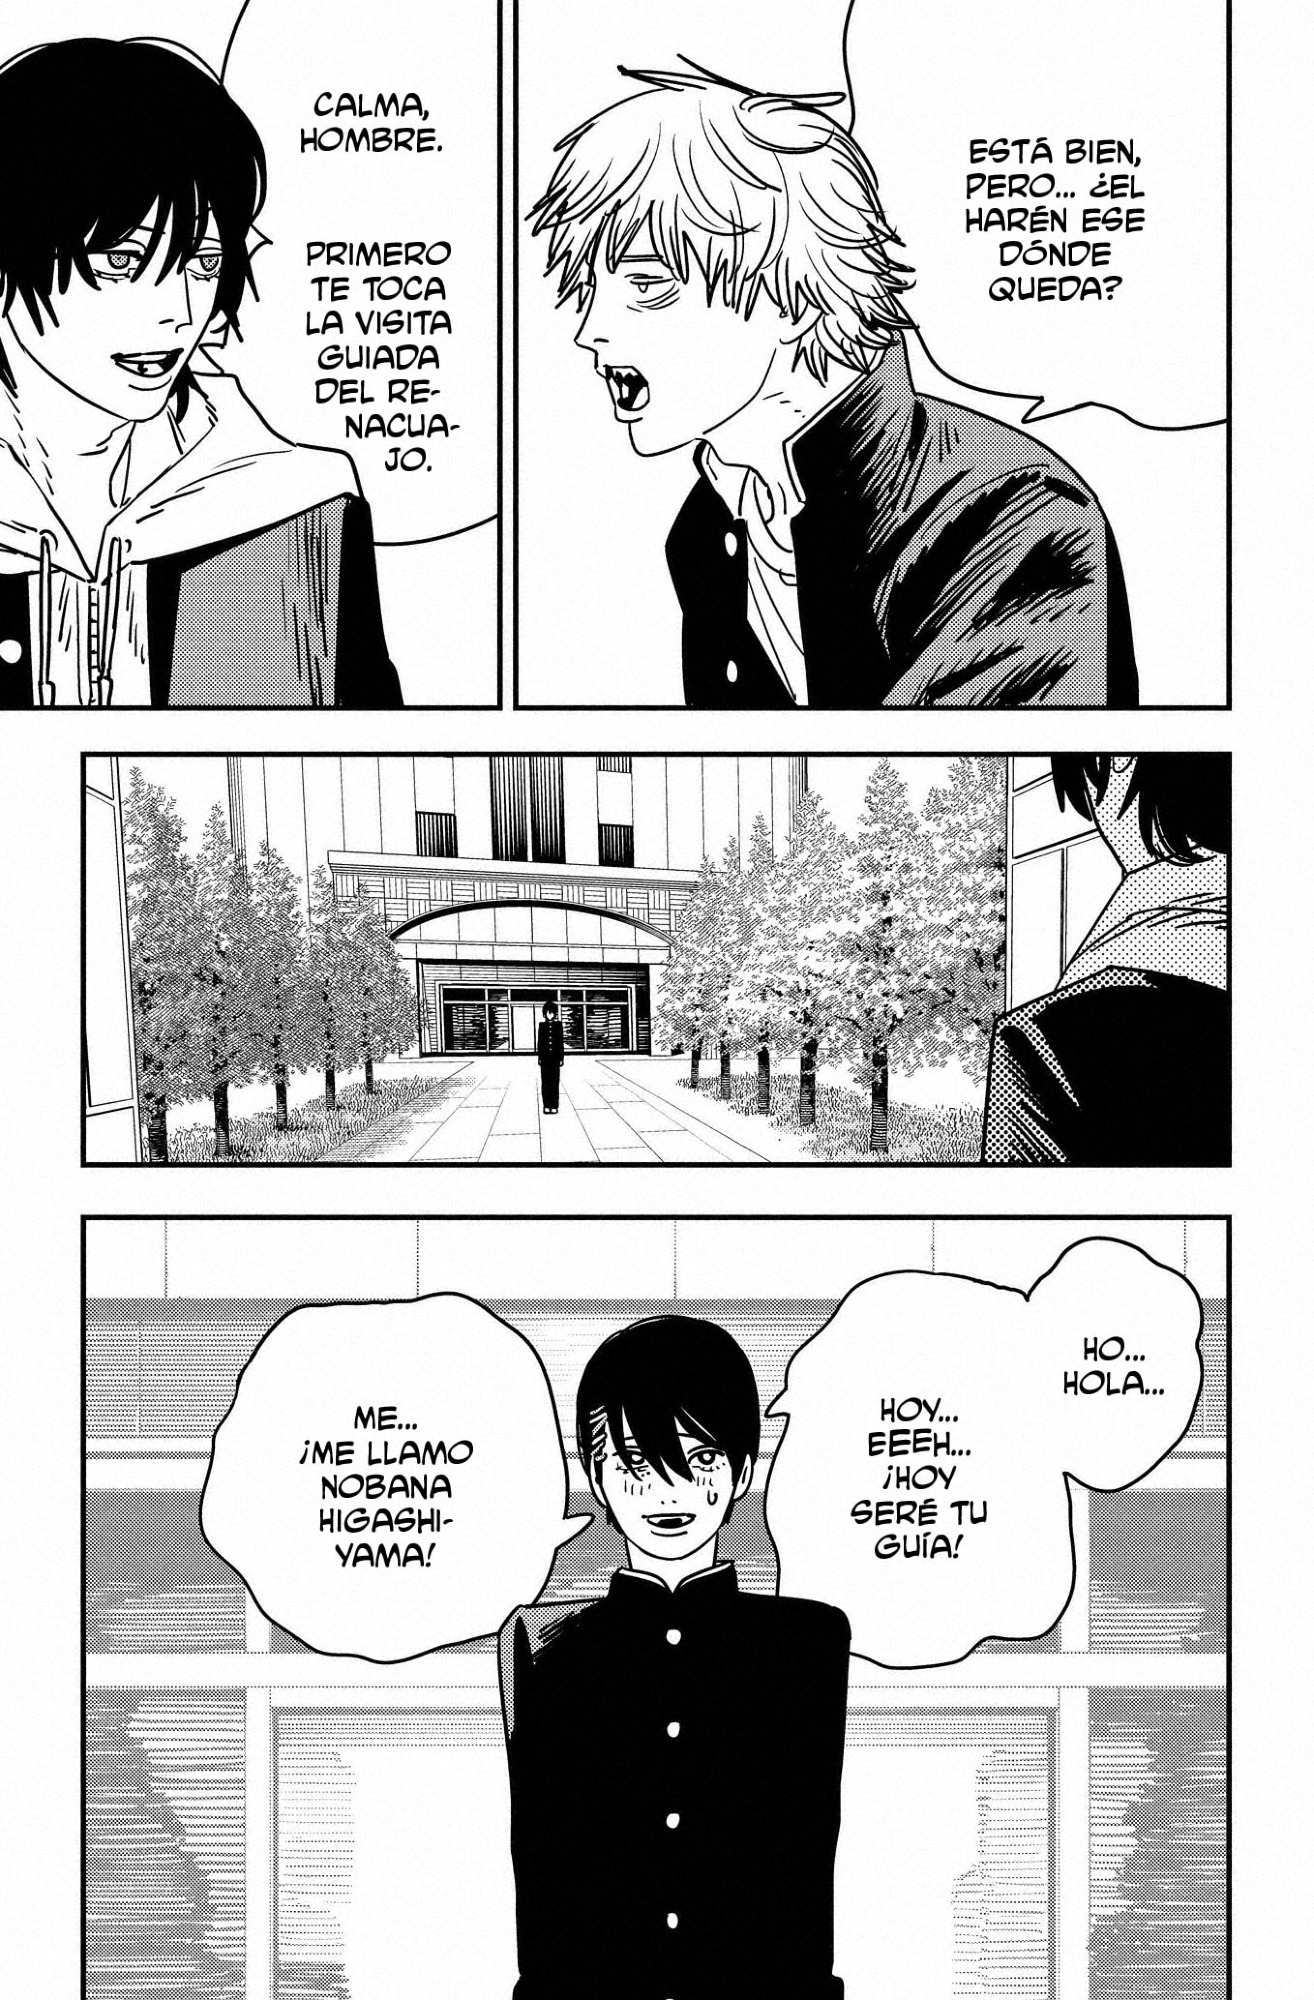 ESTÁ BIEN,
PERO... ¿EL
HARÉN ESE
DÓNDE
QUEDA?
CALMA,
HOMBRE.
PRIMERO
TE TOCA
LA VISITA
GUIADA
DEL RE-
NACUA-
JO.
HO...
HOLA...
HOY...
EEEH...
¡HOY
SERÉ TU
GUÍA!
ME...
¡ME LLAMO
NOBANA
HIGASHI-
YAMA!